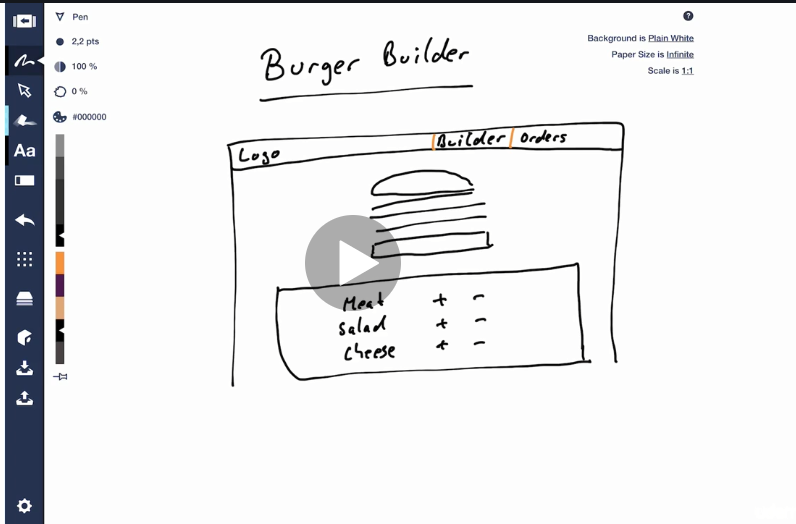 Pen
2,2 pts
100 %
0 %
#000000
Aa
Background is Plain White
Paper Size is Infinite
Scale is 1:1
Burger Builder
Logo Builder Orders
Meat + -
Salad + -
Cheese + -